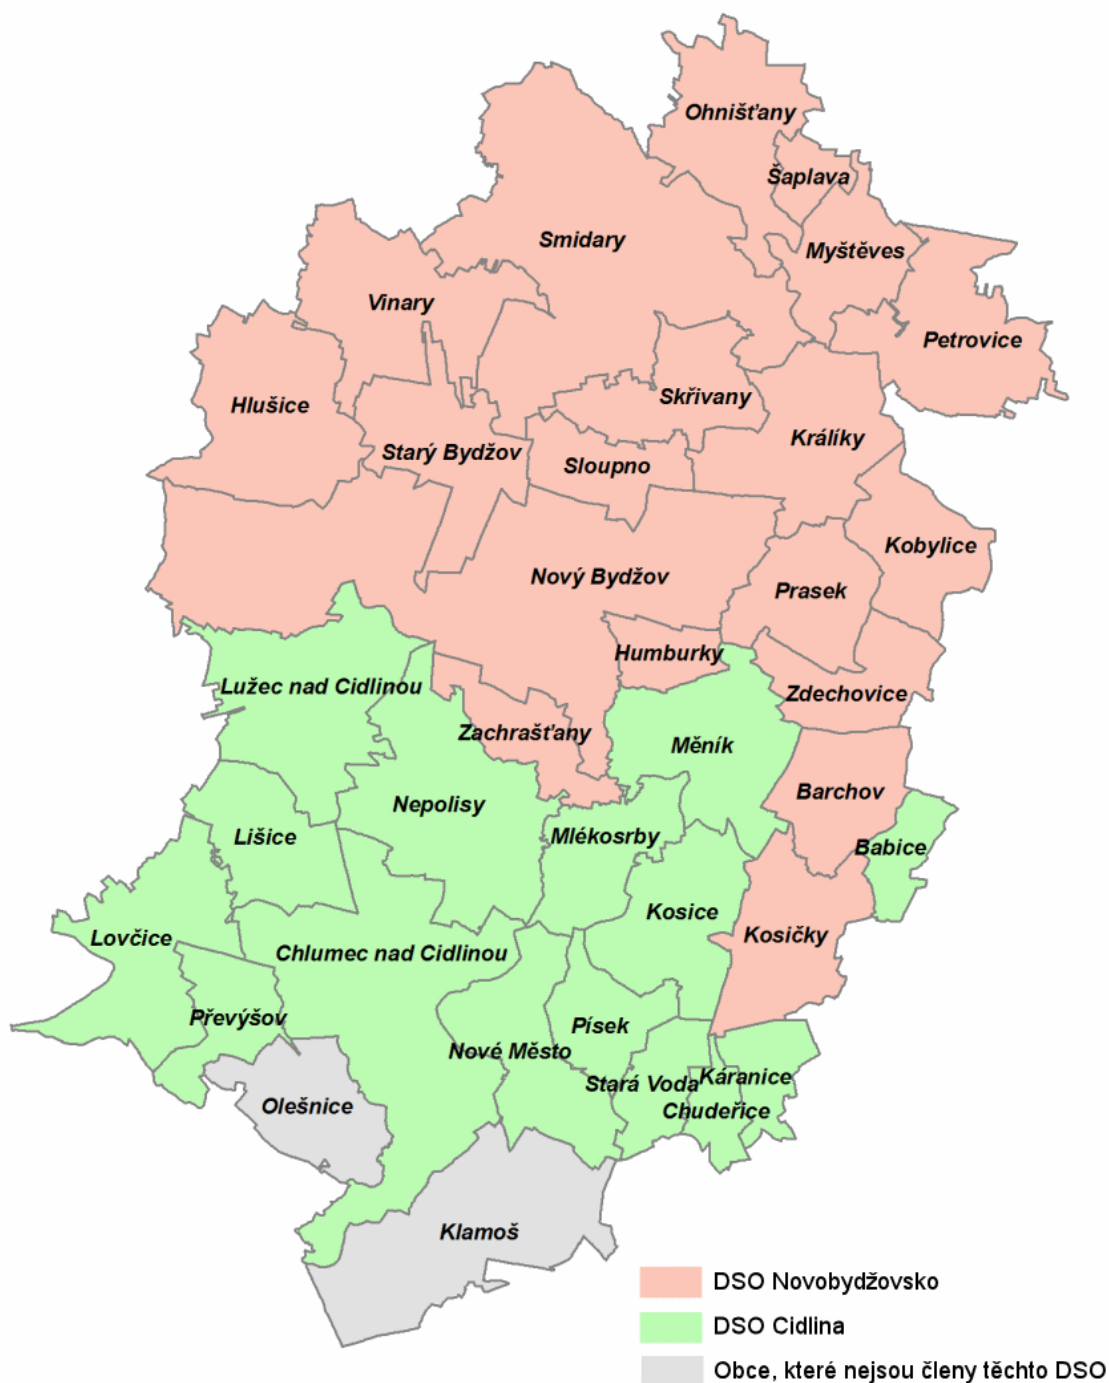 Ohnišťany
Šaplava
Smidary
Myštěves
Vinary
Petrovice
Hlušice
Skřivany
Králíky
Starý Bydžov
Sloupno
Kobylice
Nový Bydžov
Prasek
Humburky
Lužec nad Cidlinou
Zdechovice
Zachrašťany
Měník
Nepolisy
Barchov
Lišice
Mlékosrby
Babice
Kosice
Lovčice
Chlumec nad Cidlinou
Kosičky
Převýšov
Písek
Nové Město
Stará Voda
Káranice
Olešnice
Chudeřice
Klamoš
DSO Novobydžovsko
DSO Cidlina
Obce, které nejsou členy těchto DSO